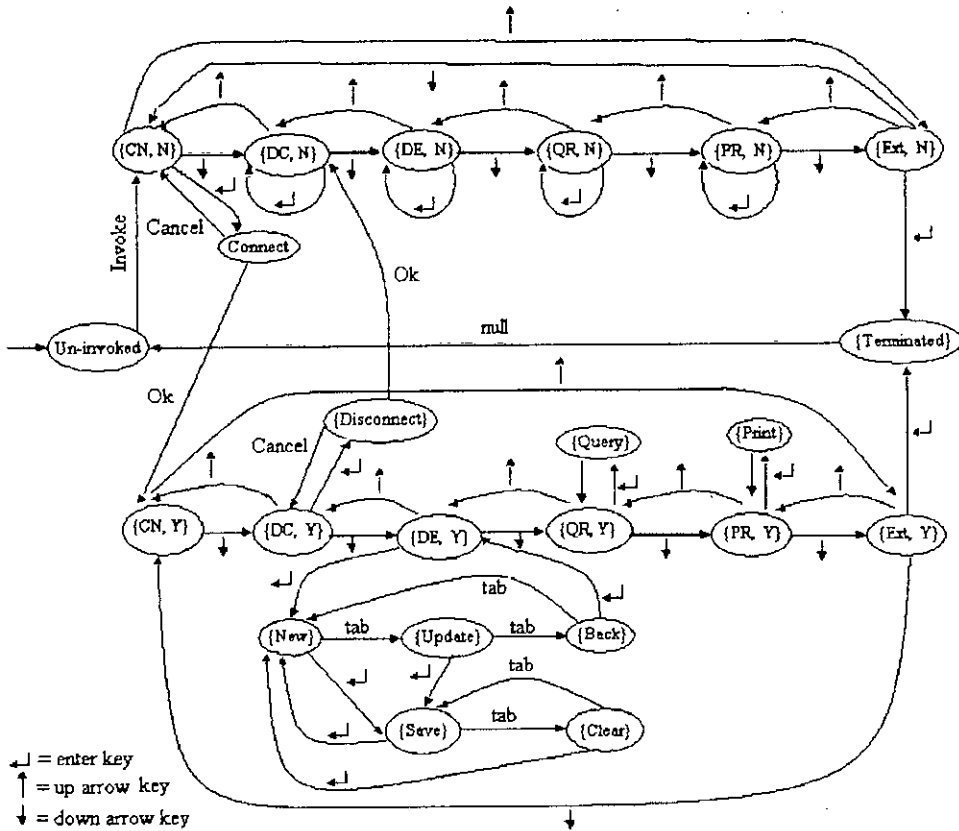 {CN, N} {DC, N} {DE, N} {QR, N} {PR, N} {Ext, N}
Cancel
Connect
Invoke
Ok
null
Un-invoked
{Terminated}
Ok
{Disconnect}
Cancel
{Query}
{Print}
{CN, Y} {DC, Y} {DE, Y} {QR, Y} {PR, Y} {Ext, Y}
tab
{New} tab {Update} tab {Back}
tab
{Save} tab {Clear}
↵ = enter key
↑ = up arrow key
↓ = down arrow key